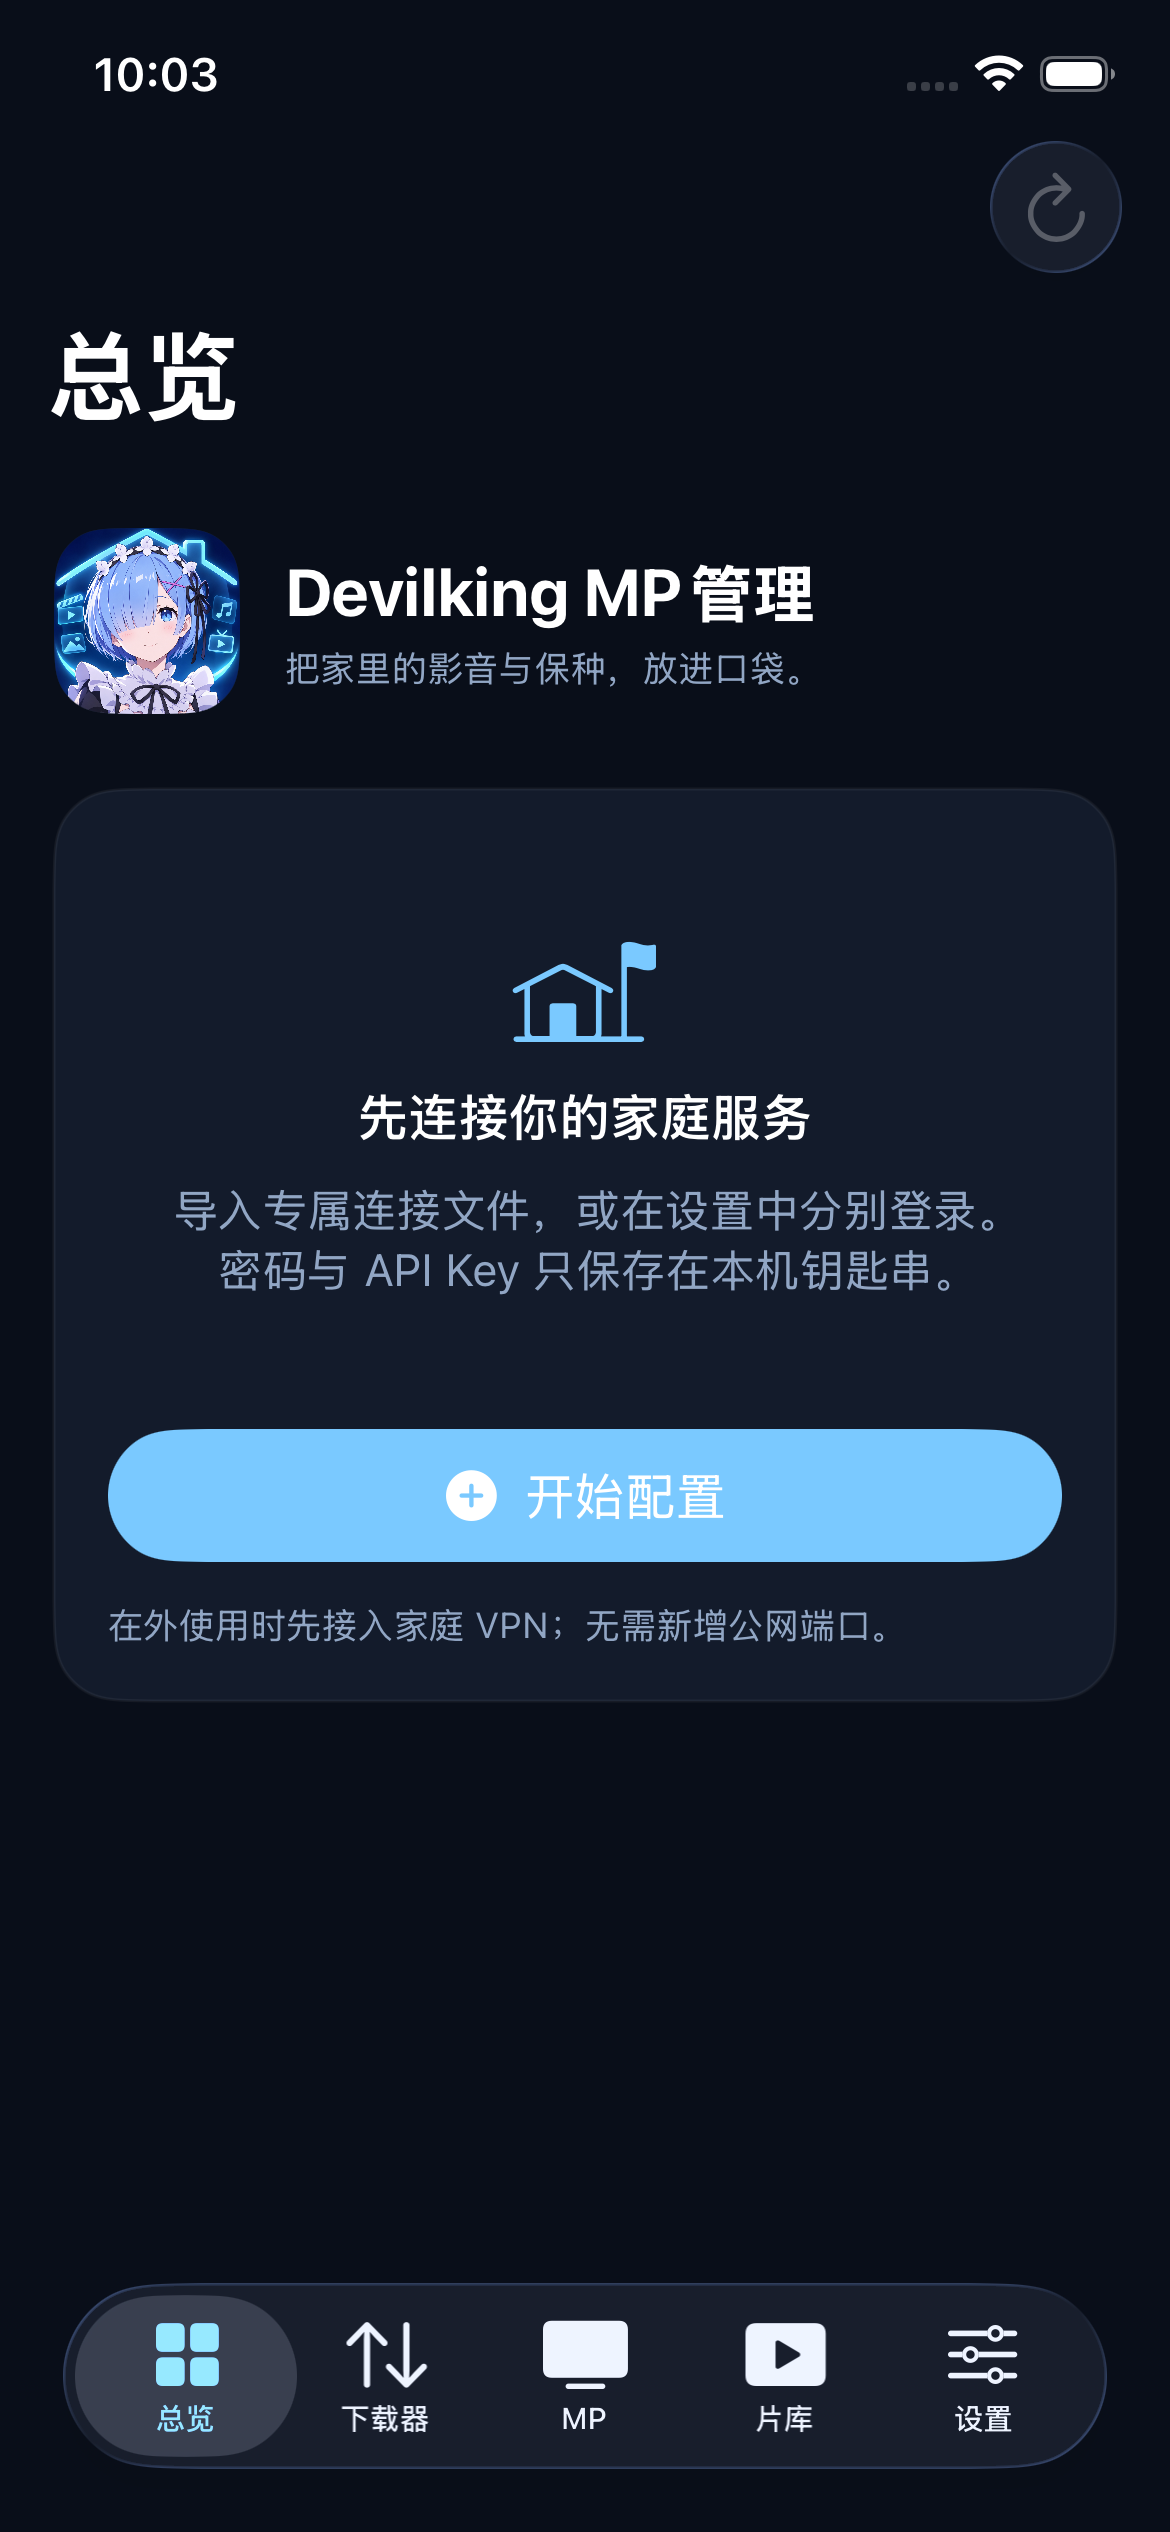 10:03
总览
Devilking MP管理
把家里的影音与保种，放进口袋。
先连接你的家庭服务
导入专属连接文件，或在设置中分别登录。
密码与 API Key 只保存在本机钥匙串。
开始配置
在外使用时先接入家庭 VPN；无需新增公网端口。
总览
下载器
MP
片库
设置